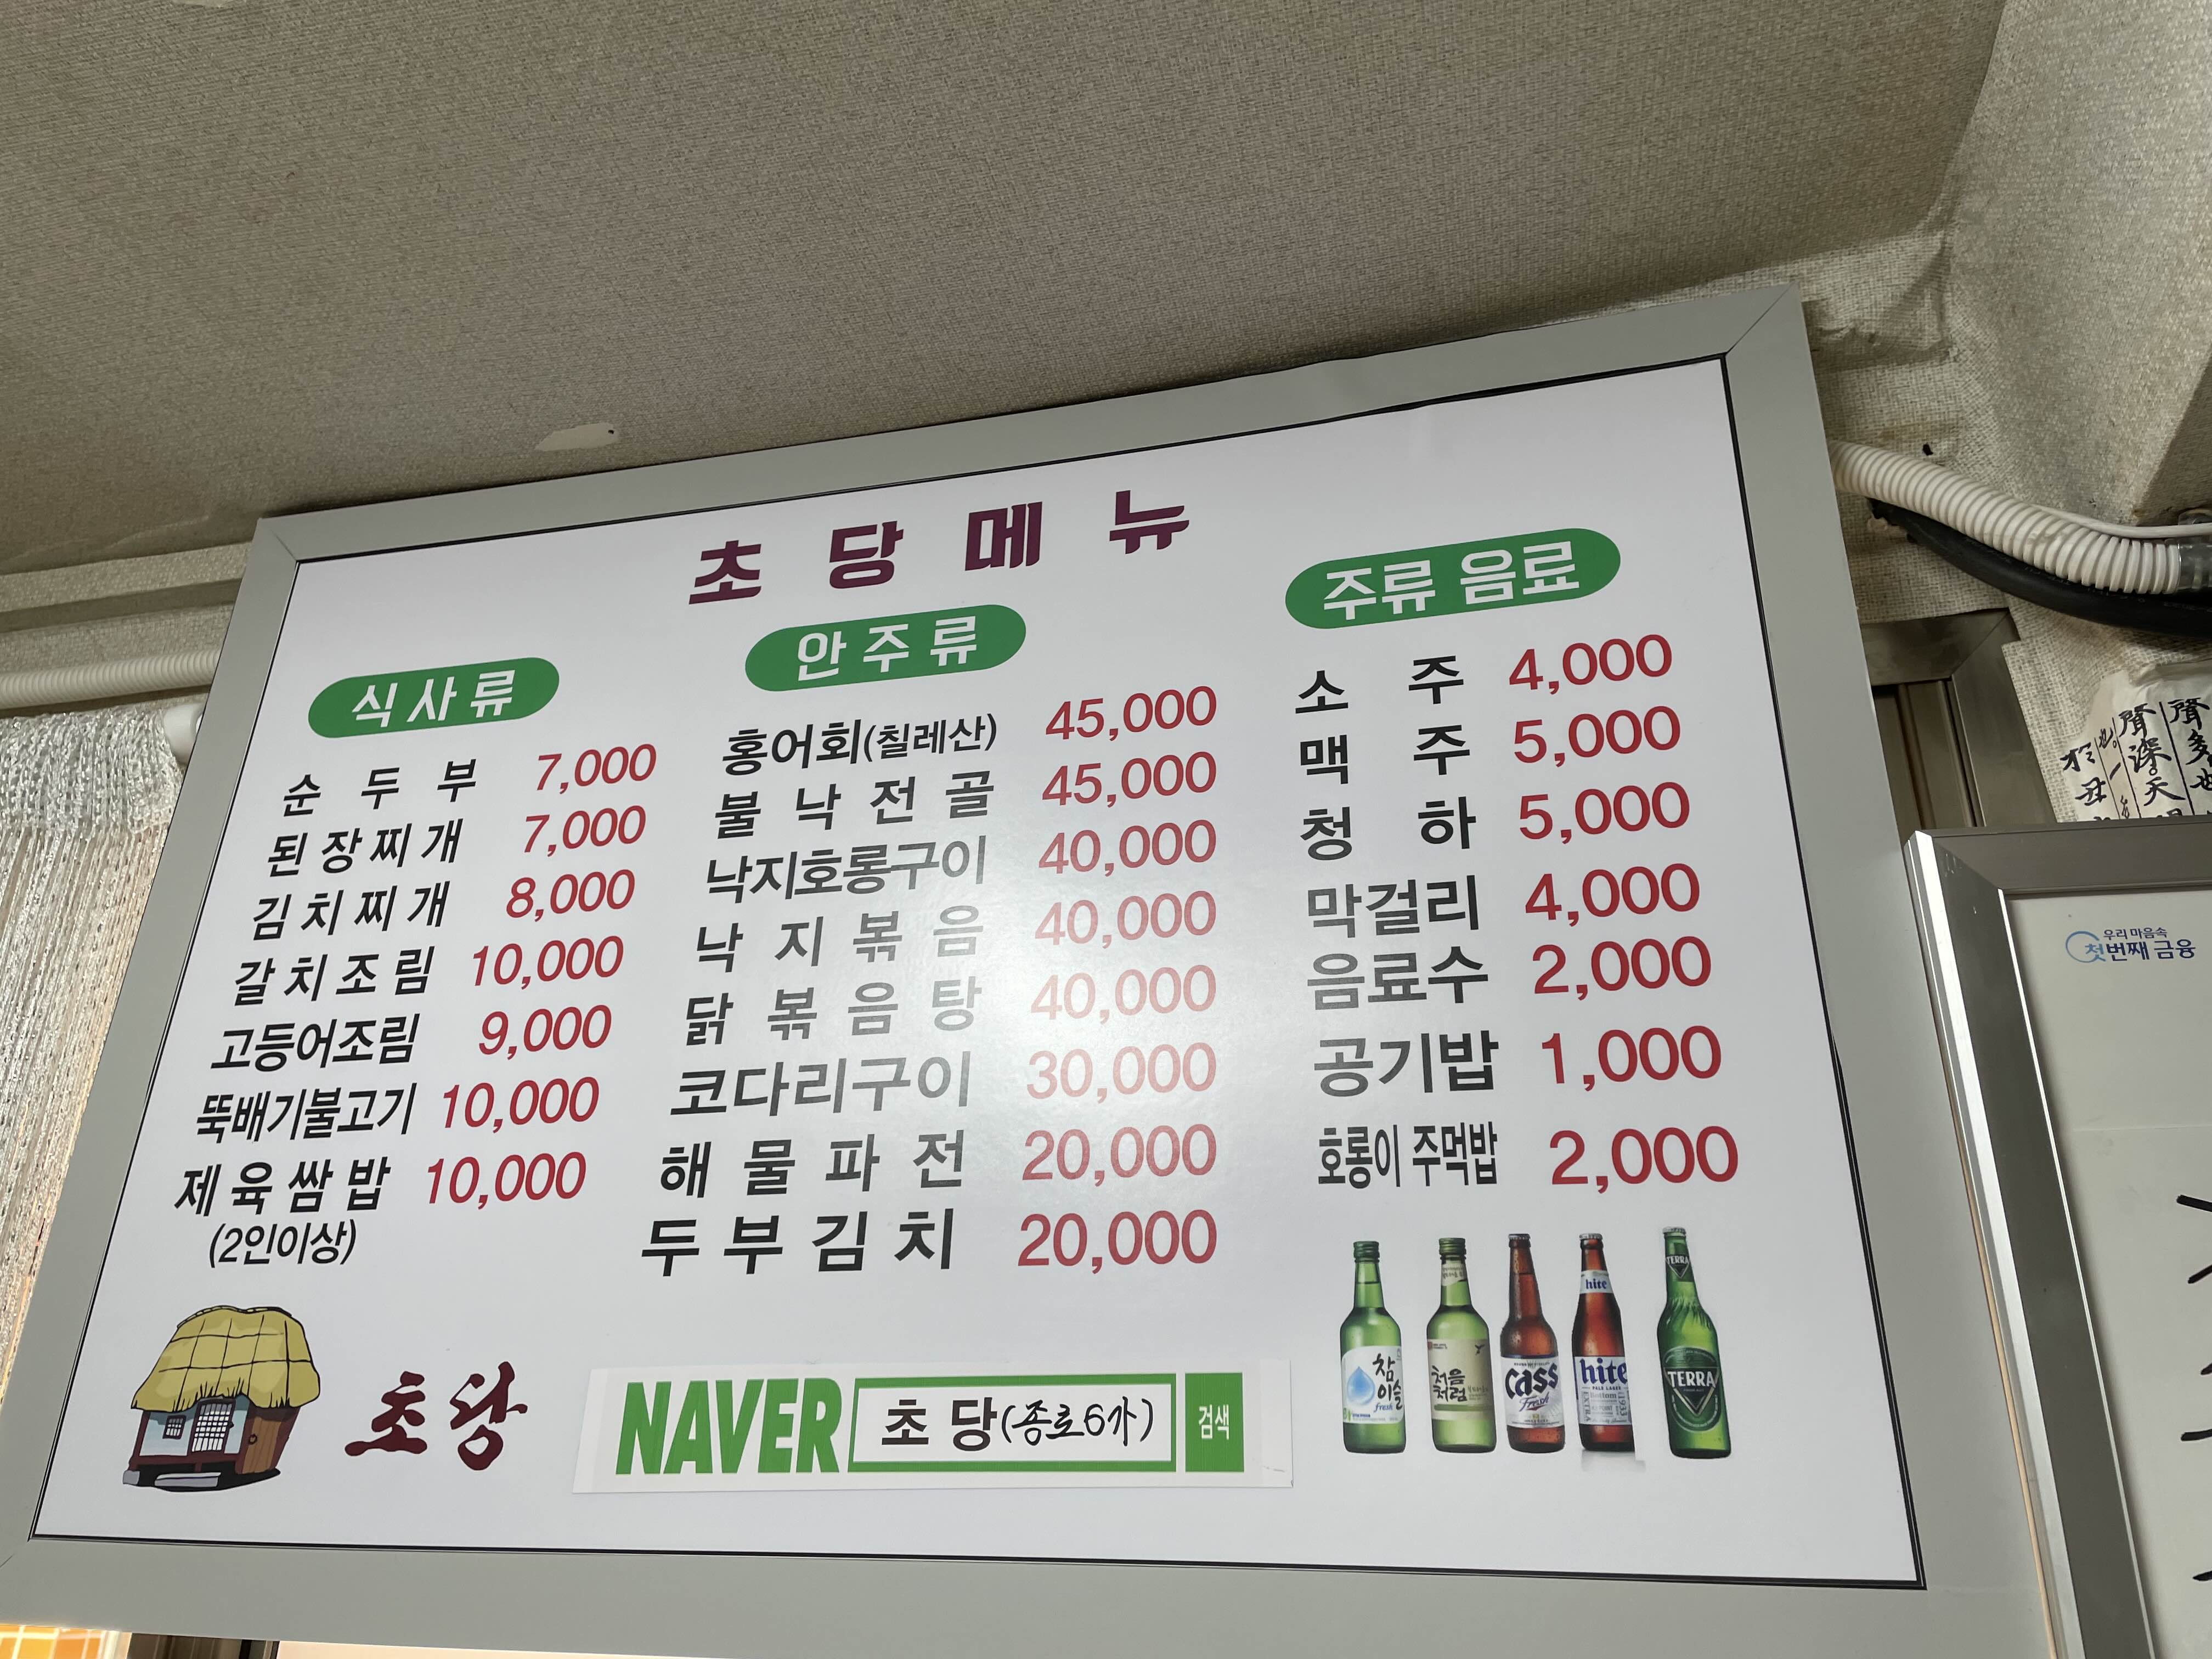 초당메뉴
식사류
순두부 7,000
된장찌개 7,000
김치찌개 8,000
갈치조림 10,000
고등어조림 9,000
뚝배기불고기 10,000
제육쌈밥 10,000
(2인이상)
안주류
홍어회(칠레산) 45,000
불낙전골 45,000
낙지호롱구이 40,000
낙지볶음 40,000
닭볶음탕 40,000
코다리구이 30,000
해물파전 20,000
두부김치 20,000
주류 음료
소주 4,000
맥주 5,000
청하 5,000
막걸리 4,000
음료수 2,000
공기밥 1,000
호롱이 주먹밥 2,000
초당
NAVER 초당(종로6가) 검색
참이슬
fresh
처음처럼
Cass
Fresh
hite
hite
TERRA
TERRA
우리 마음속
첫번째 금융